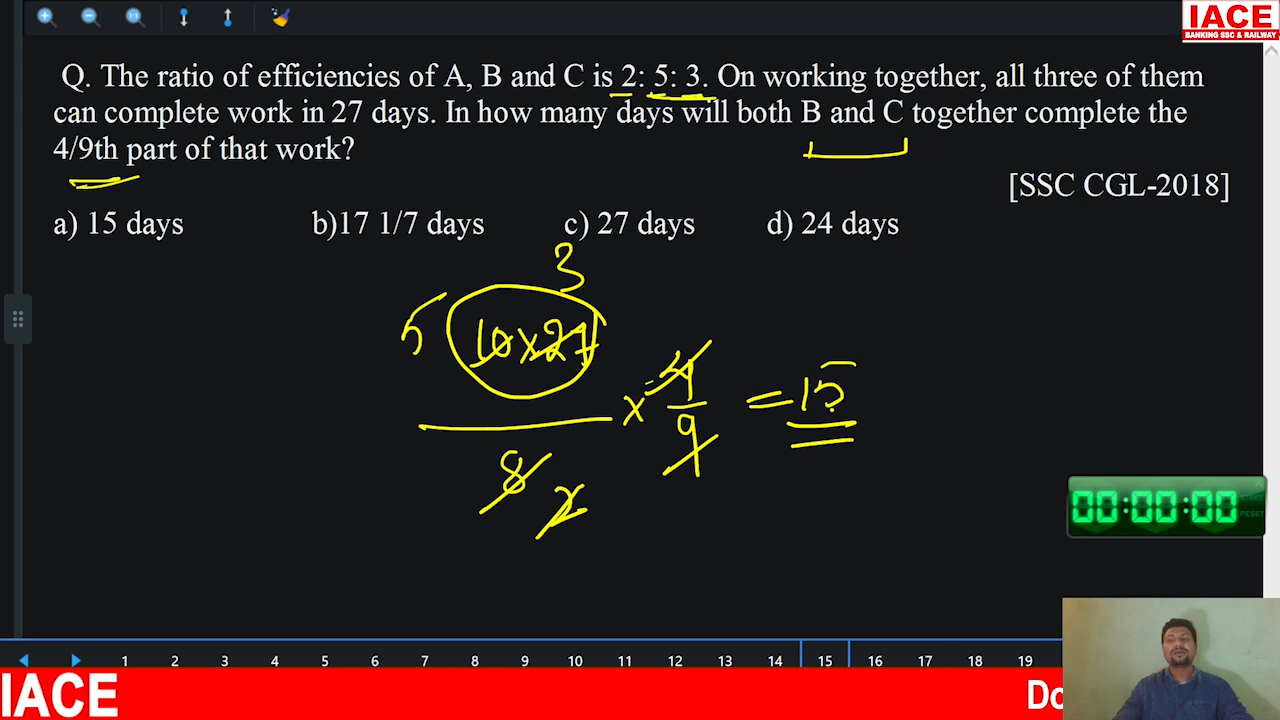 IACE
BANKING SSC & RAILWAY
Q. The ratio of efficiencies of A, B and C is 2: 5: 3. On working together, all three of them
can complete work in 27 days. In how many days will both B and C together complete the
4/9th part of that work?
[SSC CGL-2018]
a) 15 days b)17 1/7 days c) 27 days d) 24 days
3
5 10x27
x 4/9 = 15
8 2
00:00:00
RESET
1 2 3 4 5 6 7 8 9 10 11 12 13 14 15 16 17 18 19
IACE Do